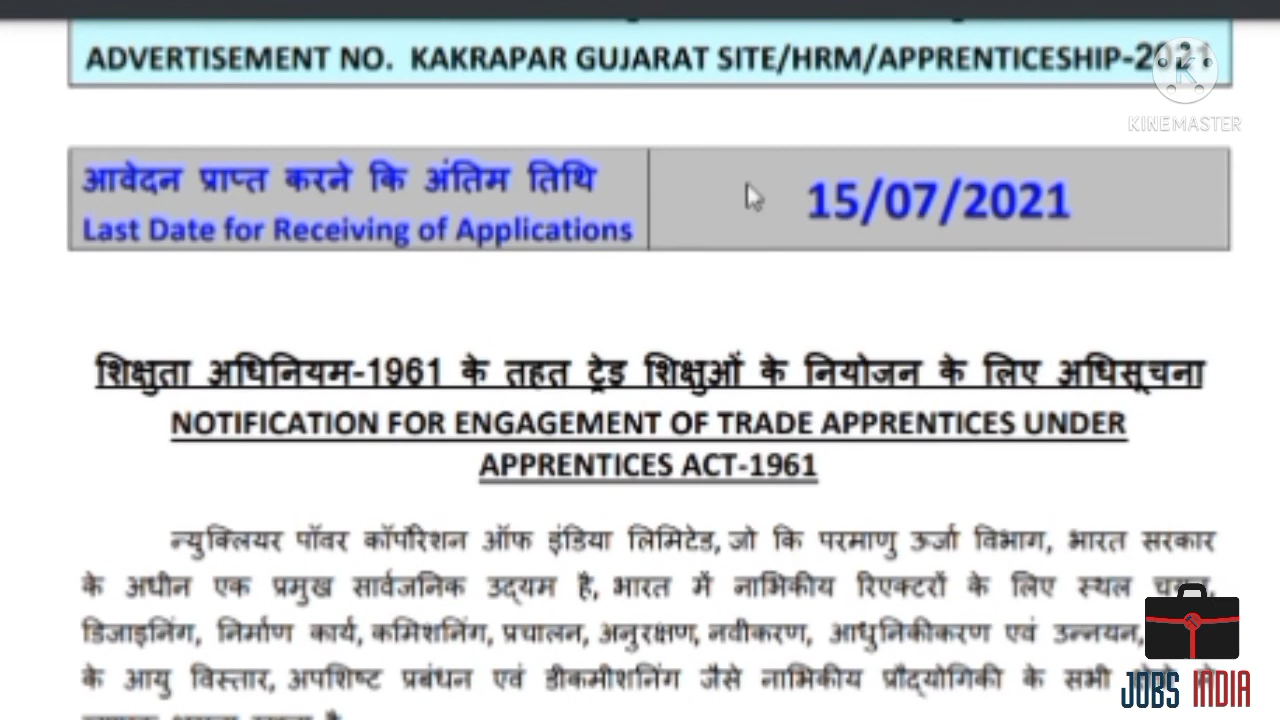 ADVERTISEMENT NO. KAKRAPAR GUJARAT SITE/HRM/APPRENTICESHIP-2021
K
KINEMASTER
आवेदन प्राप्त करने कि अंतिम तिथि
Last Date for Receiving of Applications
15/07/2021
शिक्षुता अधिनियम-1961 के तहत ट्रेड शिक्षुओं के नियोजन के लिए अधिसूचना
NOTIFICATION FOR ENGAGEMENT OF TRADE APPRENTICES UNDER
APPRENTICES ACT-1961
न्युक्लियर पॉवर कॉर्पोरेशन ऑफ इंडिया लिमिटेड, जो कि परमाणु ऊर्जा विभाग, भारत सरकार
के अधीन एक प्रमुख सार्वजनिक उद्यम है, भारत में नाभिकीय रिएक्टरों के लिए स्थल
डिजाइनिंग, निर्माण कार्य, कमिशनिंग, प्रचालन, अनुरक्षण, नवीकरण, आधुनिकीकरण एवं उन्नयन,
के आयु विस्तार, अपशिष्ट प्रबंधन एवं डीकमीशनिंग जैसे नाभिकीय प्रौद्योगिकी के सभी
JOBS INDIA